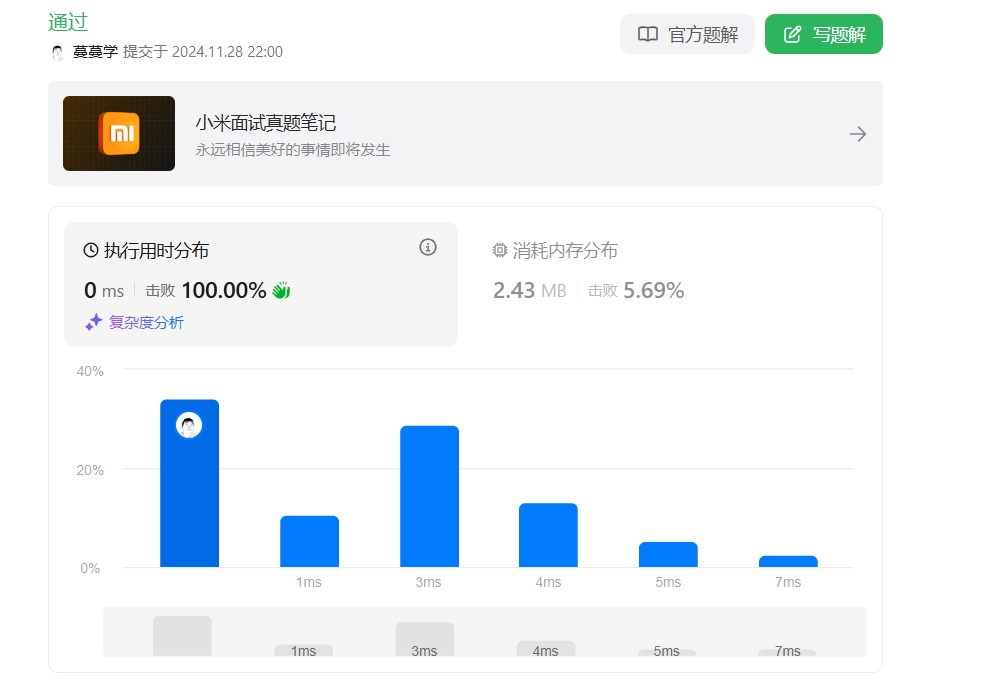 通过
蟇蟇学 提交于 2024.11.28 22:00
官方题解
写题解
小米面试真题笔记
永远相信美好的事情即将发生
执行用时分布
0 ms 击败 100.00%
复杂度分析
消耗内存分布
2.43 MB 击败 5.69%
40%
20%
0%
1ms 3ms 4ms 5ms 7ms
1ms 3ms 4ms 5ms 7ms